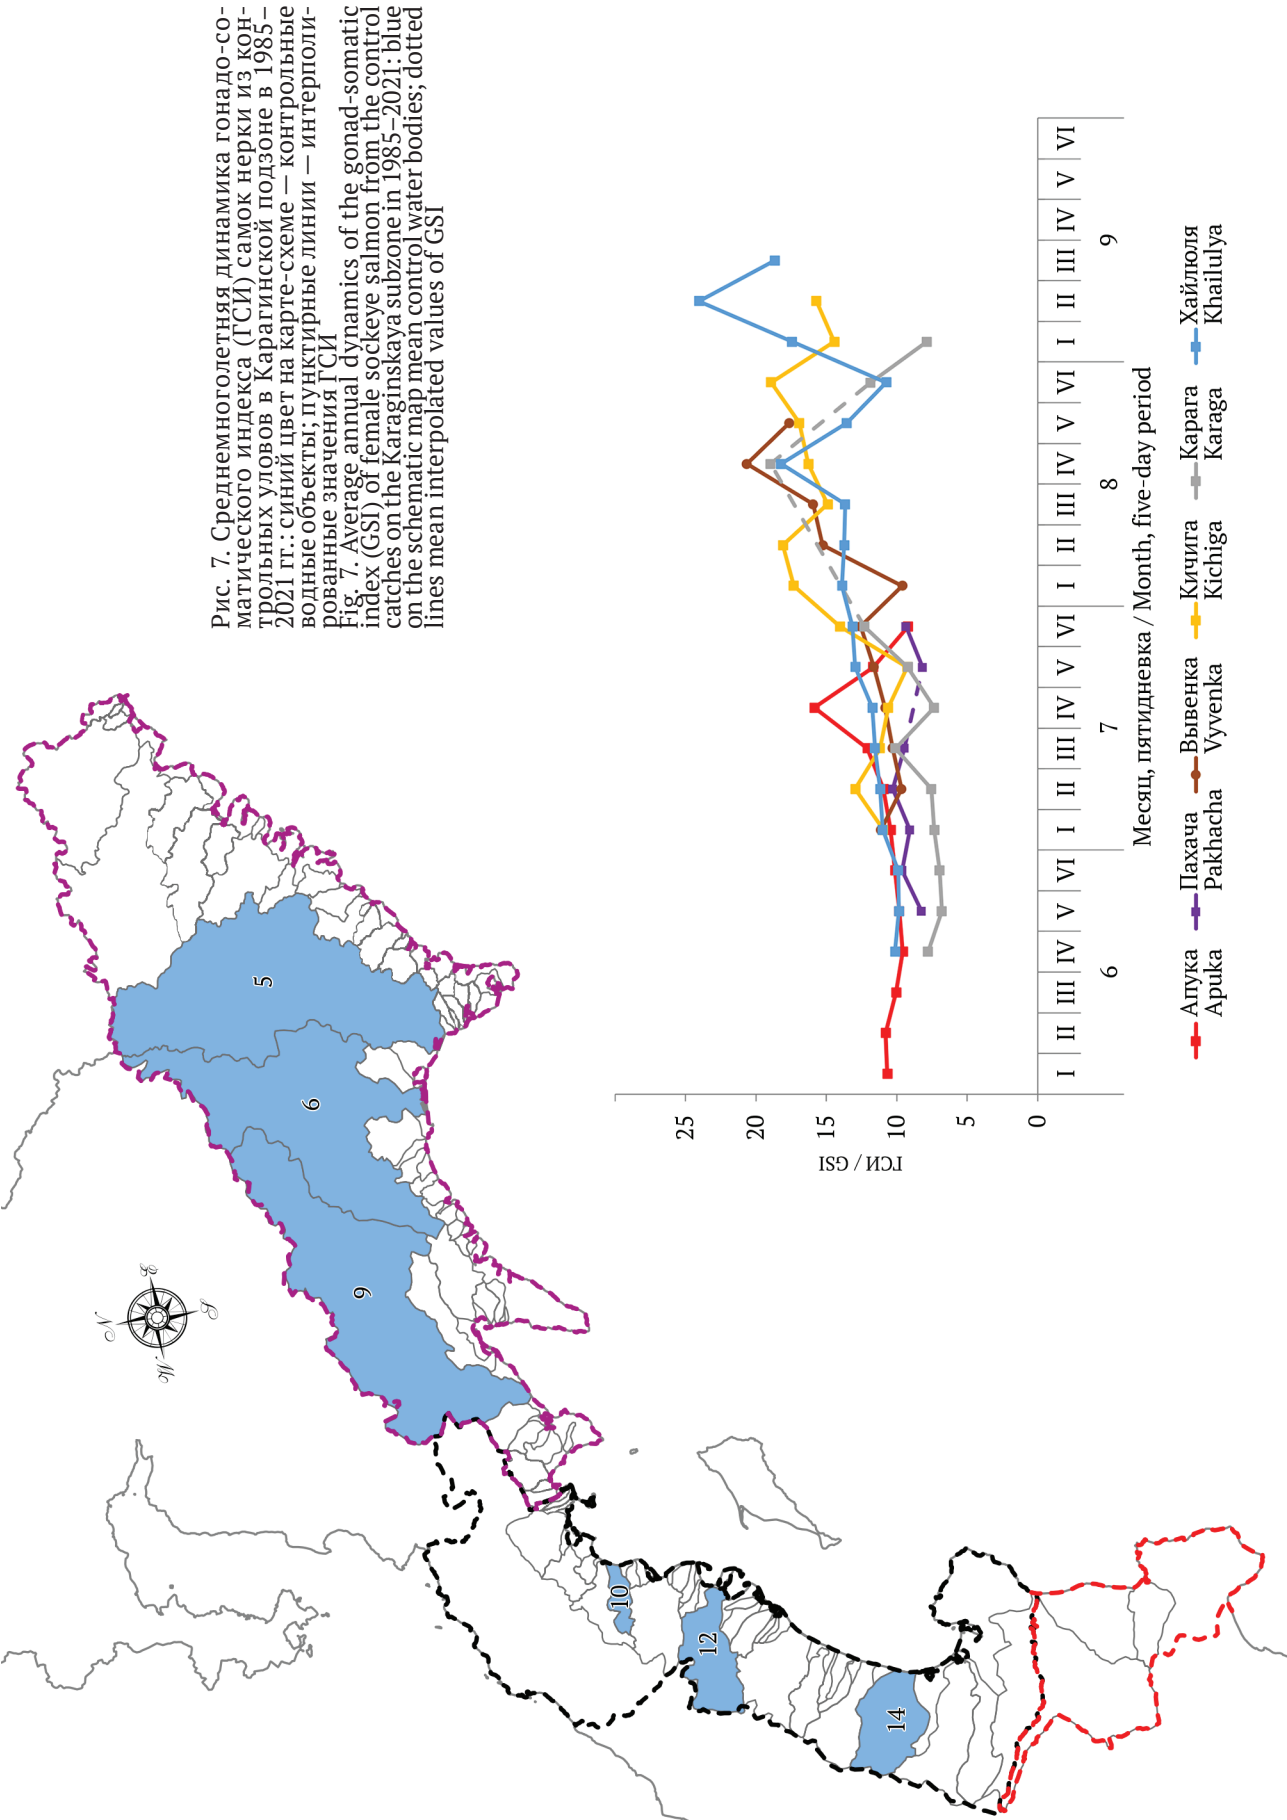 Рис. 7. Среднемноголетняя динамика гонадо-со-
матического индекса (ГСИ) самок нерки из кон-
трольных уловов в Карагинской подзоне в 1985–
2021 гг.: синий цвет на карте-схеме — контрольные
водные объекты; пунктирные линии — интерполи-
рованные значения ГСИ
Fig. 7. Average annual dynamics of the gonad-somatic
index (GSI) of female sockeye salmon from the control
catches on the Karaginskaya subzone in 1985–2021: blue
on the schematic map mean control water bodies; dotted
lines mean interpolated values of GSI
N
5
6
9
10
12
14
ГСИ / GSI
25
20
15
10
5
0
I II III IV V VI I II III IV V VI I II III IV V VI I II III IV V VI
6 7 8 9
Месяц, пятидневка / Month, five-day period
Апука Пахача Вывенка Кичига Карага Хайлюля
Apuka Pakhacha Vyvenka Kichiga Karaga Khailulya